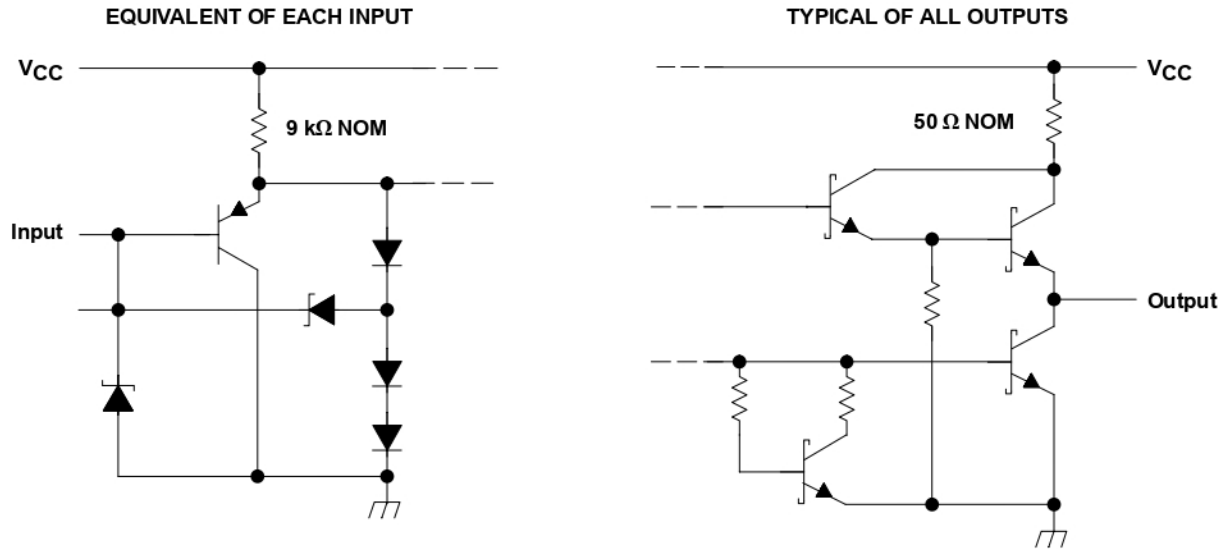 EQUIVALENT OF EACH INPUT
VCC
9 kΩ NOM
Input
TYPICAL OF ALL OUTPUTS
VCC
50 Ω NOM
Output